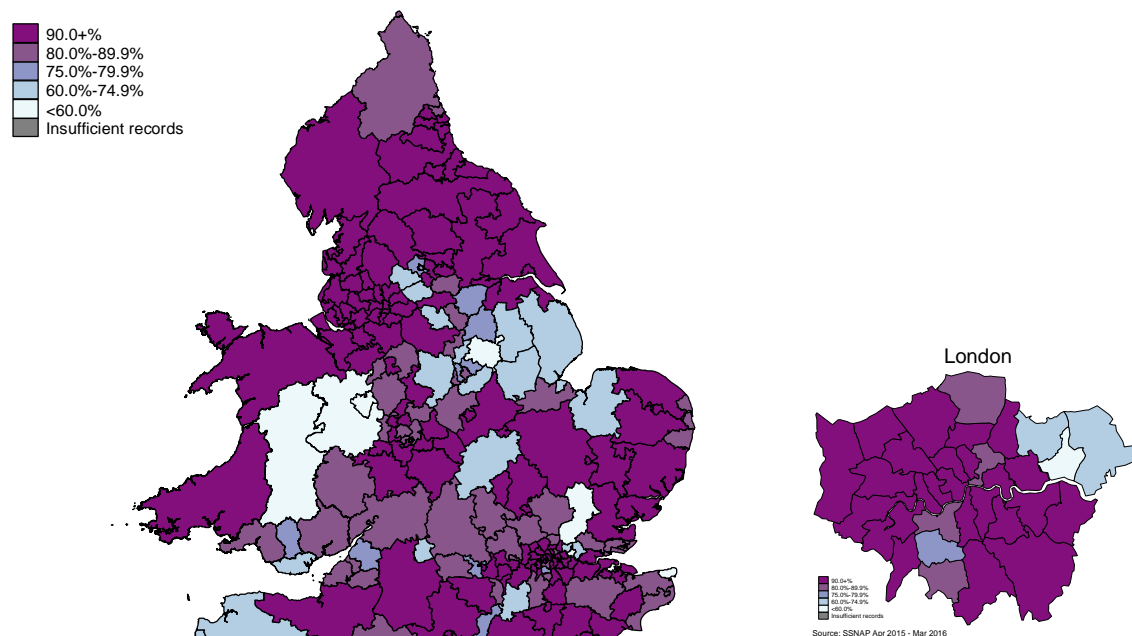 90.0+%
80.0%-89.9%
75.0%-79.9%
60.0%-74.9%
<60.0%
Insufficient records
London
90.0+%
80.0%-89.9%
75.0%-79.9%
60.0%-74.9%
<60.0%
Insufficient records
Source: SSNAP Apr 2015 - Mar 2016